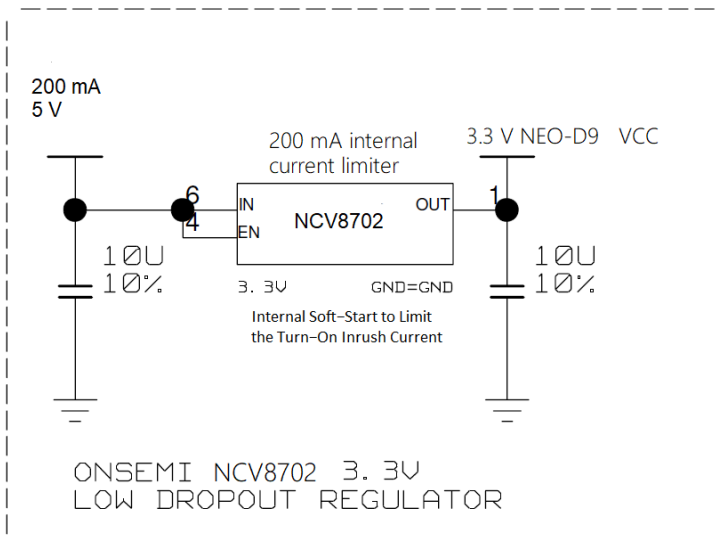 200 mA
5 V
200 mA internal
current limiter
3.3 V NEO-D9 VCC
6
4
IN
EN
NCV8702
OUT
1
10U
10%
3.3V
GND=GND
10U
10%
Internal Soft-Start to Limit
the Turn-On Inrush Current
ONSEMI NCV8702 3.3V
LOW DROPOUT REGULATOR